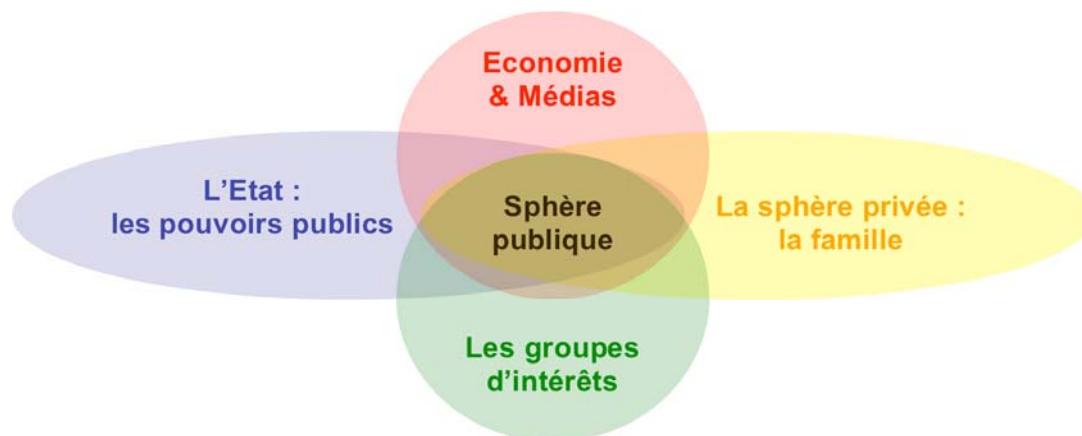 Economie
& Médias
L'Etat :
les pouvoirs publics
Sphère
publique
La sphère privée :
la famille
Les groupes
d'intérêts